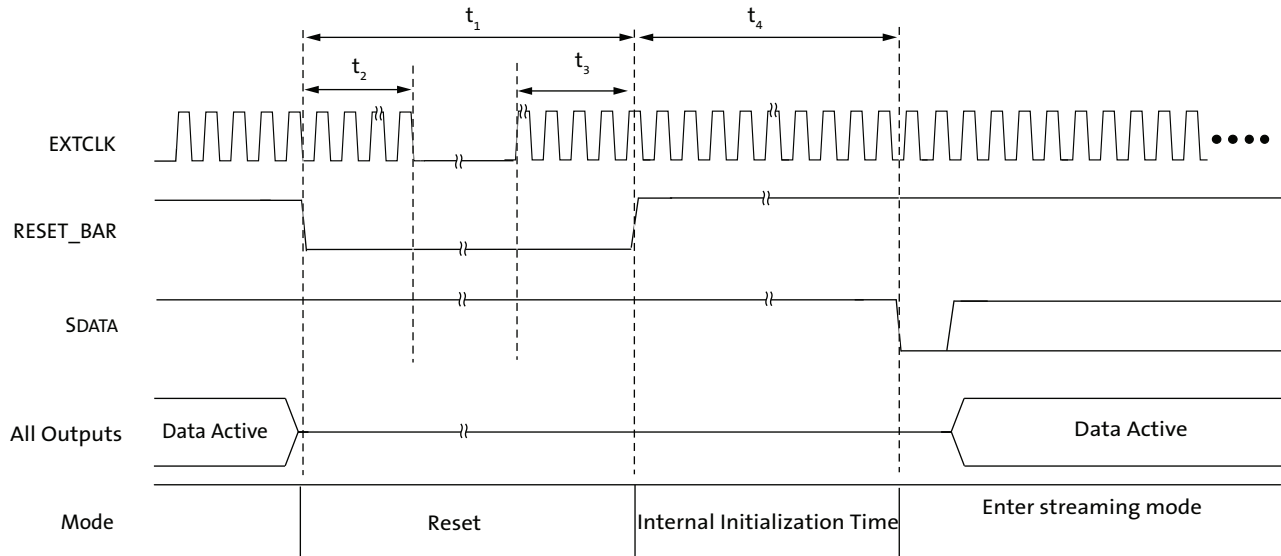 t₁
t₄
t₂
t₃
EXTCLK
RESET_BAR
SDATA
All Outputs
Data Active
Data Active
Mode
Reset
Internal Initialization Time
Enter streaming mode